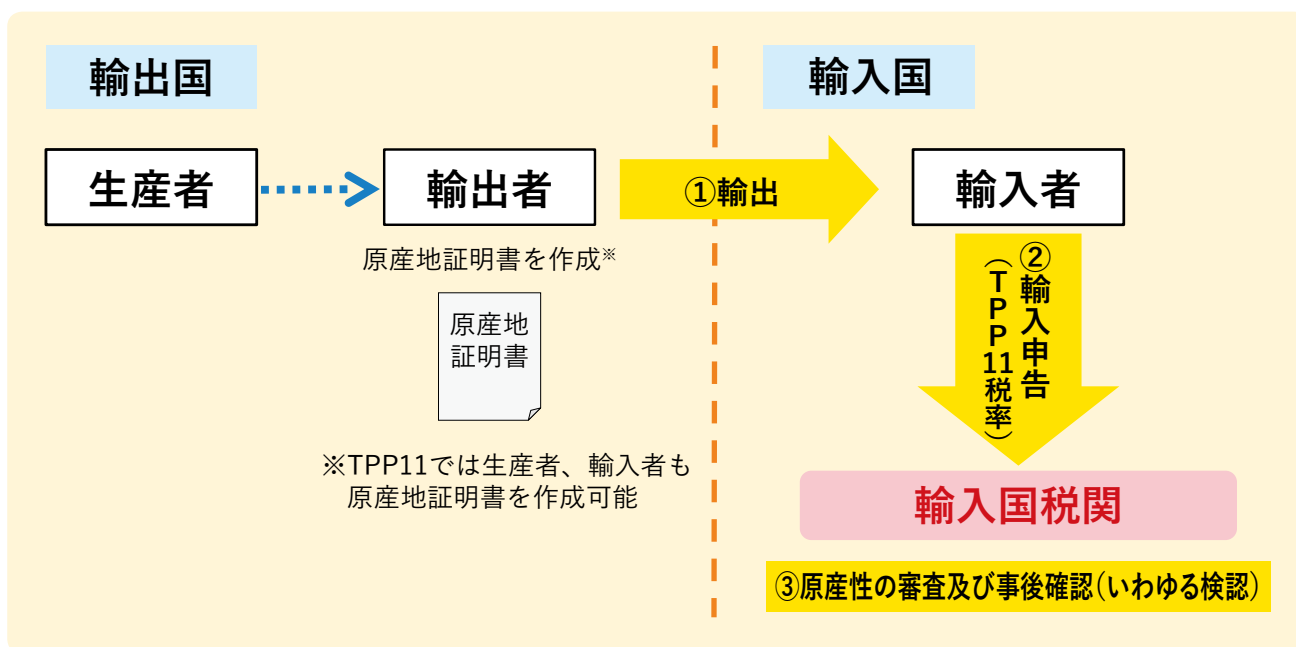 輸出国
輸入国
生産者
輸出者
①輸出
輸入者
原産地証明書を作成※
原産地
証明書
※TPP11では生産者、輸入者も
原産地証明書を作成可能
②輸入申告
（TPP11税率）
輸入国税関
③原産性の審査及び事後確認（いわゆる検認）